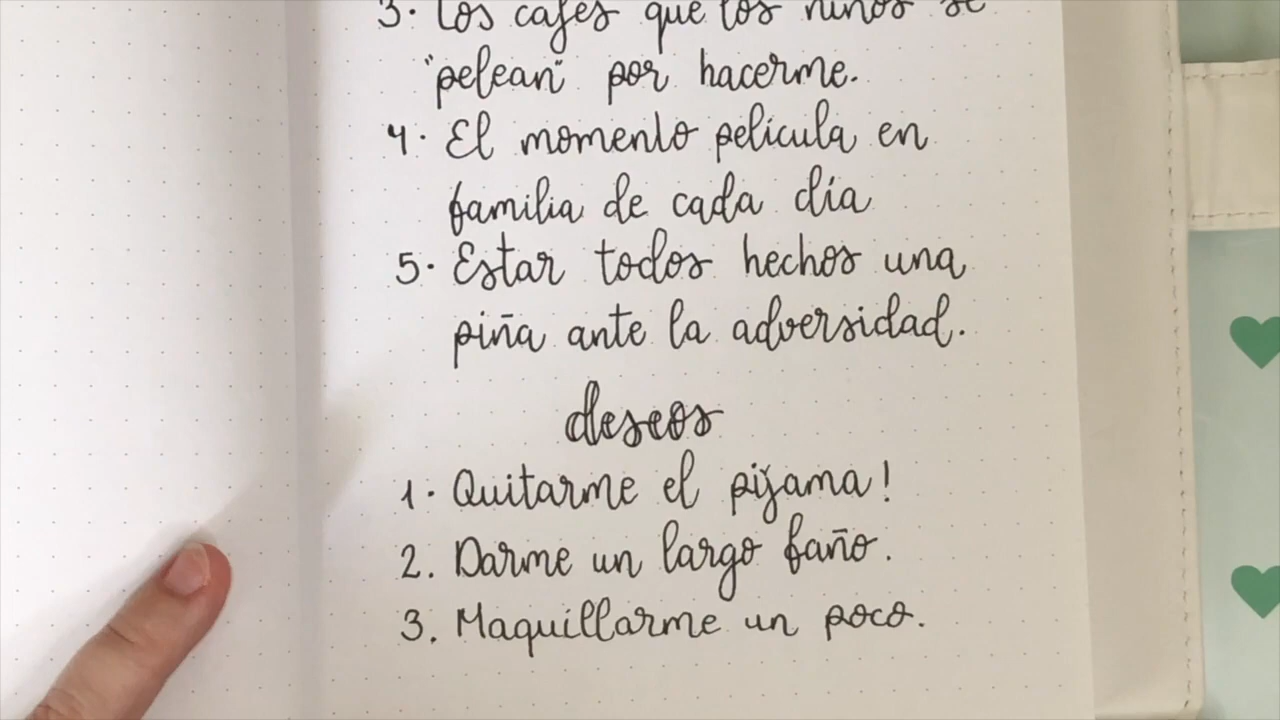 3. Los cafés que los niños se
"pelean" por hacerme.
4. El momento película en
familia de cada día
5. Estar todos hechos una
piña ante la adversidad.
deseos
1. Quitarme el pijama!
2. Darme un largo baño.
3. Maquillarme un poco.